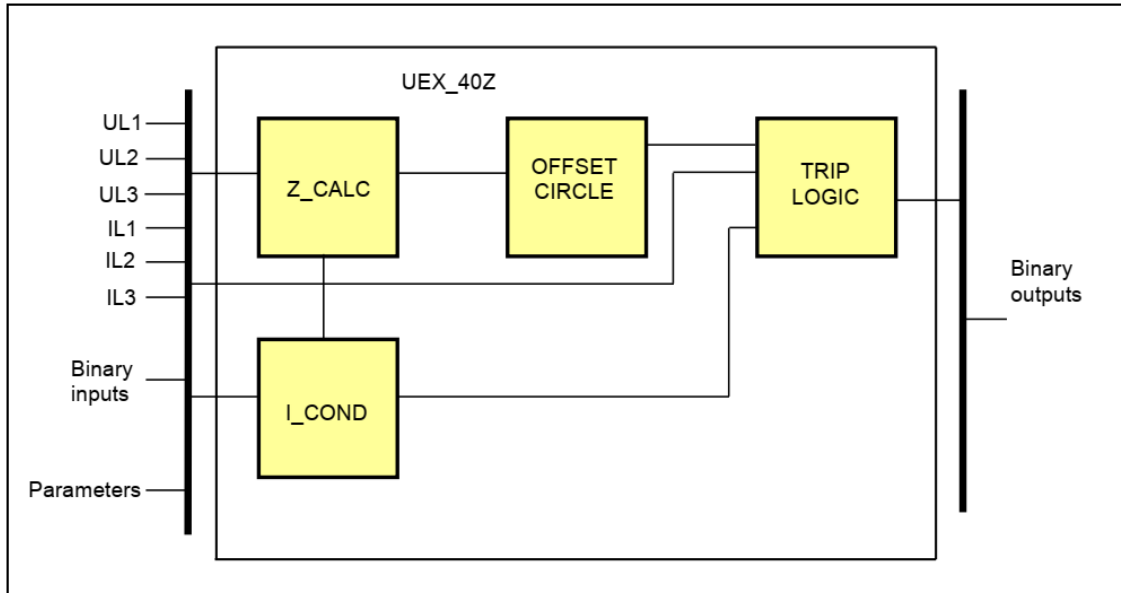 UEX_40Z
UL1
UL2
UL3
IL1
IL2
IL3
Binary
inputs
Parameters
Z_CALC
OFFSET
CIRCLE
TRIP
LOGIC
I_COND
Binary
outputs